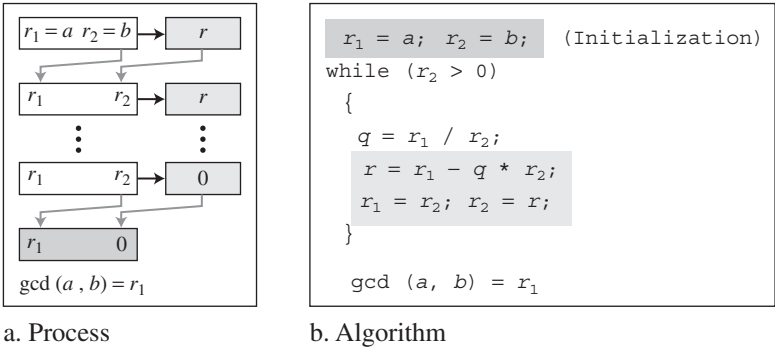 r₁ = a r₂ = b r
r₁ r₂ r
r₁ r₂ 0
r₁ 0
gcd (a , b) = r₁
a. Process
r₁ = a; r₂ = b; (Initialization)
while (r₂ > 0)
{
q = r₁ / r₂;
r = r₁ − q * r₂;
r₁ = r₂; r₂ = r;
}
gcd (a, b) = r₁
b. Algorithm